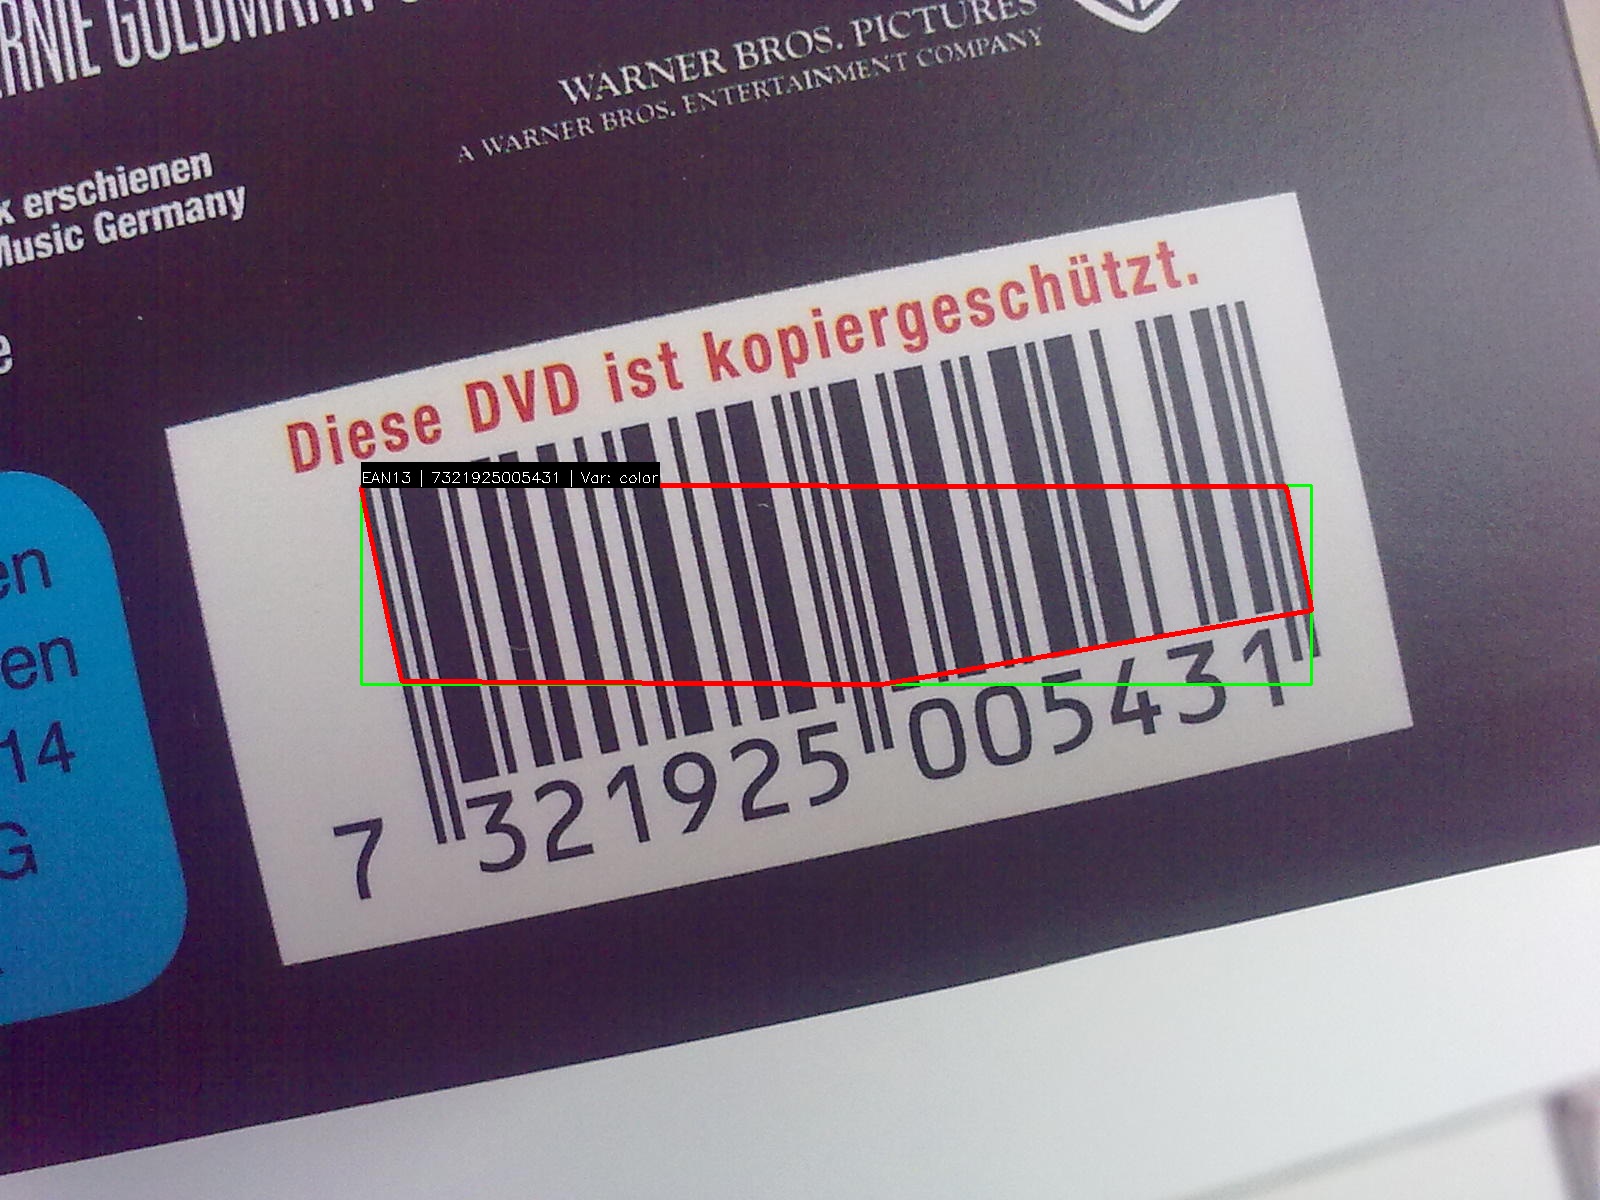 ERNIE GOLDMANN
WARNER BROS. PICTURES
A WARNER BROS. ENTERTAINMENT COMPANY
k erschienen
Music Germany
e
Diese DVD ist kopiergeschützt.
EAN13 | 7321925005431 | Var: color
en
en
14
G
7 321925 005431